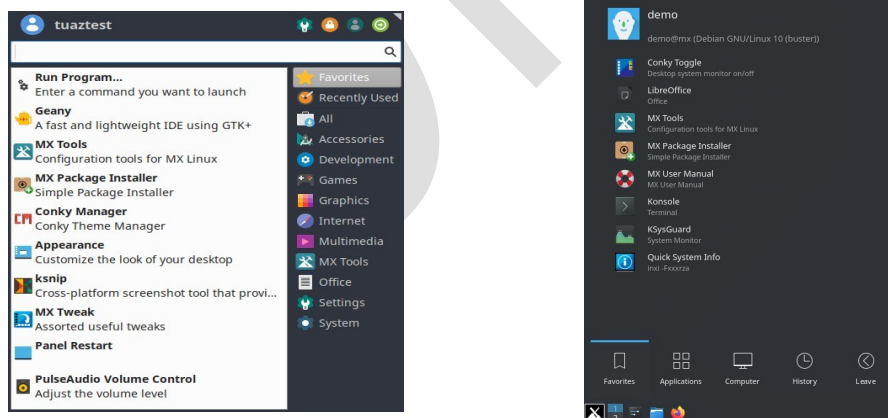 tuaztest
Run Program...
Enter a command you want to launch
Geany
A fast and lightweight IDE using GTK+
MX Tools
Configuration tools for MX Linux
MX Package Installer
Simple Package Installer
Conky Manager
Conky Theme Manager
Appearance
Customize the look of your desktop
ksnip
Cross-platform screenshot tool that provi...
MX Tweak
Assorted useful tweaks
Panel Restart
PulseAudio Volume Control
Adjust the volume level
Favorites
Recently Used
All
Accessories
Development
Games
Graphics
Internet
Multimedia
MX Tools
Office
Settings
System
demo
demo@mx (Debian GNU/Linux 10 (buster))
Conky Toggle
Desktop system monitor on/off
LibreOffice
Office
MX Tools
Configuration tools for MX Linux
MX Package Installer
Simple Package Installer
MX User Manual
MX User Manual
Konsole
Terminal
KSysGuard
System Monitor
Quick System Info
inxi -Fxxxrza
Favorites Applications Computer History Leave